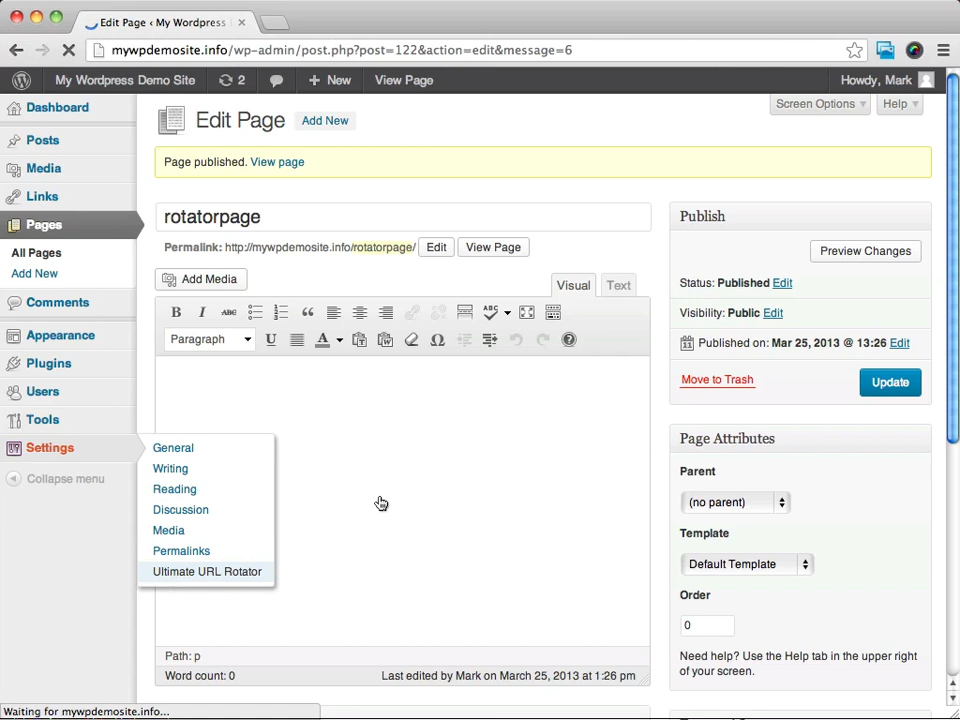 Edit Page ‹ My Wordpress
mywpdemosite.info/wp-admin/post.php?post=122&action=edit&message=6
My Wordpress Demo Site 2 New View Page Howdy, Mark
Dashboard
Posts
Media
Links
Pages
All Pages
Add New
Comments
Appearance
Plugins
Users
Tools
Settings
Collapse menu
General
Writing
Reading
Discussion
Media
Permalinks
Ultimate URL Rotator
Screen Options Help
Edit Page Add New
Page published. View page
rotatorpage
Permalink: http://mywpdemosite.info/rotatorpage/ Edit View Page
Add Media
Visual Text
B I ABC ABC
Paragraph U A
Path: p
Word count: 0 Last edited by Mark on March 25, 2013 at 1:26 pm
Publish
Preview Changes
Status: Published Edit
Visibility: Public Edit
Published on: Mar 25, 2013 @ 13:26 Edit
Move to Trash Update
Page Attributes
Parent
(no parent)
Template
Default Template
Order
0
Need help? Use the Help tab in the upper right
of your screen.
Waiting for mywpdemosite.info...